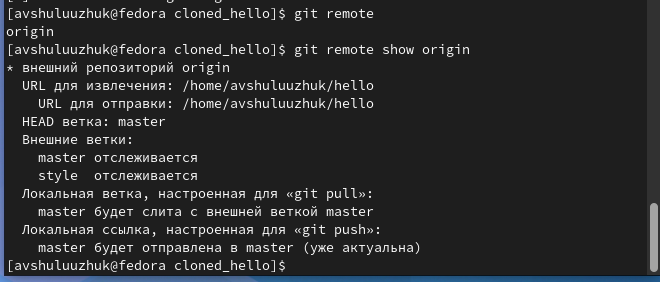 [avshuluuzhuk@fedora cloned_hello]$ git remote
origin
[avshuluuzhuk@fedora cloned_hello]$ git remote show origin
* внешний репозиторий origin
  URL для извлечения: /home/avshuluuzhuk/hello
    URL для отправки: /home/avshuluuzhuk/hello
  HEAD ветка: master
  Внешние ветки:
    master отслеживается
    style  отслеживается
  Локальная ветка, настроенная для «git pull»:
    master будет слита с внешней веткой master
  Локальная ссылка, настроенная для «git push»:
    master будет отправлена в master (уже актуальна)
[avshuluuzhuk@fedora cloned_hello]$